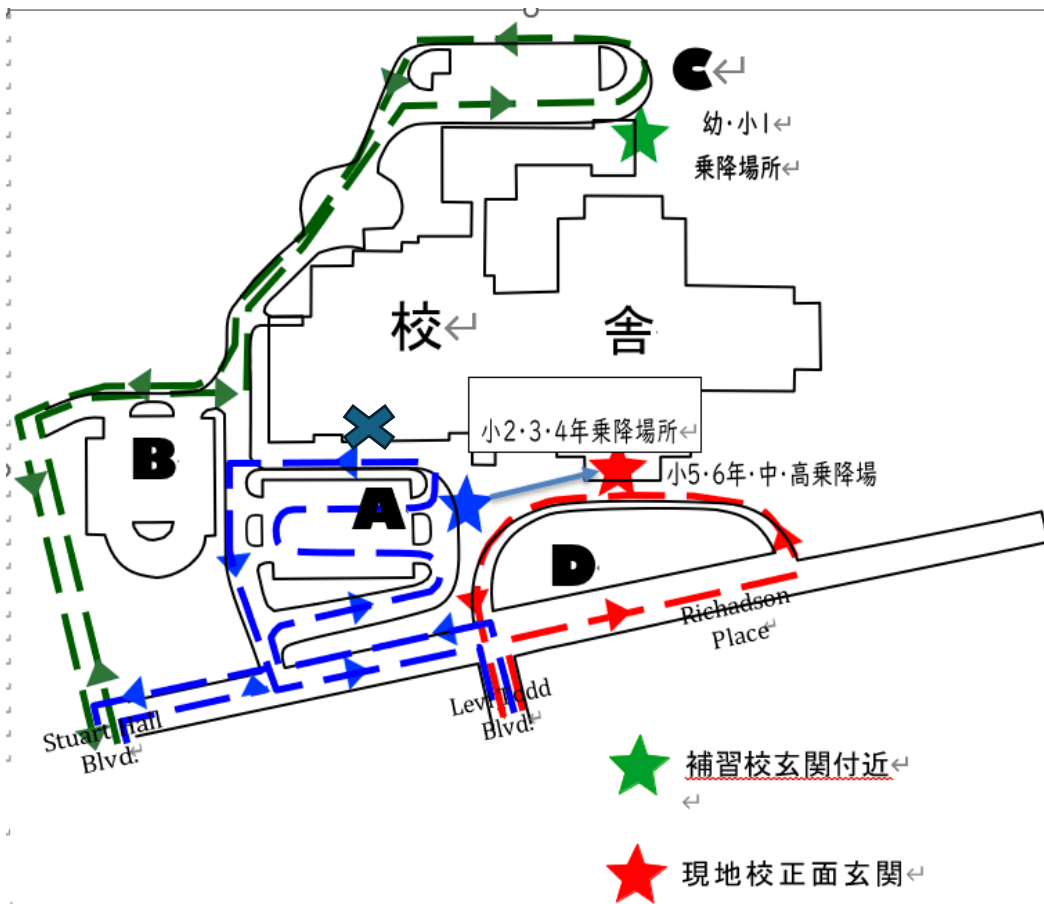 C
幼・小1
乗降場所
校
舎
小2・3・4年乗降場所
小5・6年・中・高乗降場
B
A
D
Richadson
Place
Levi Todd
Blvd.
Stuart Hall
Blvd.
補習校玄関付近
現地校正面玄関